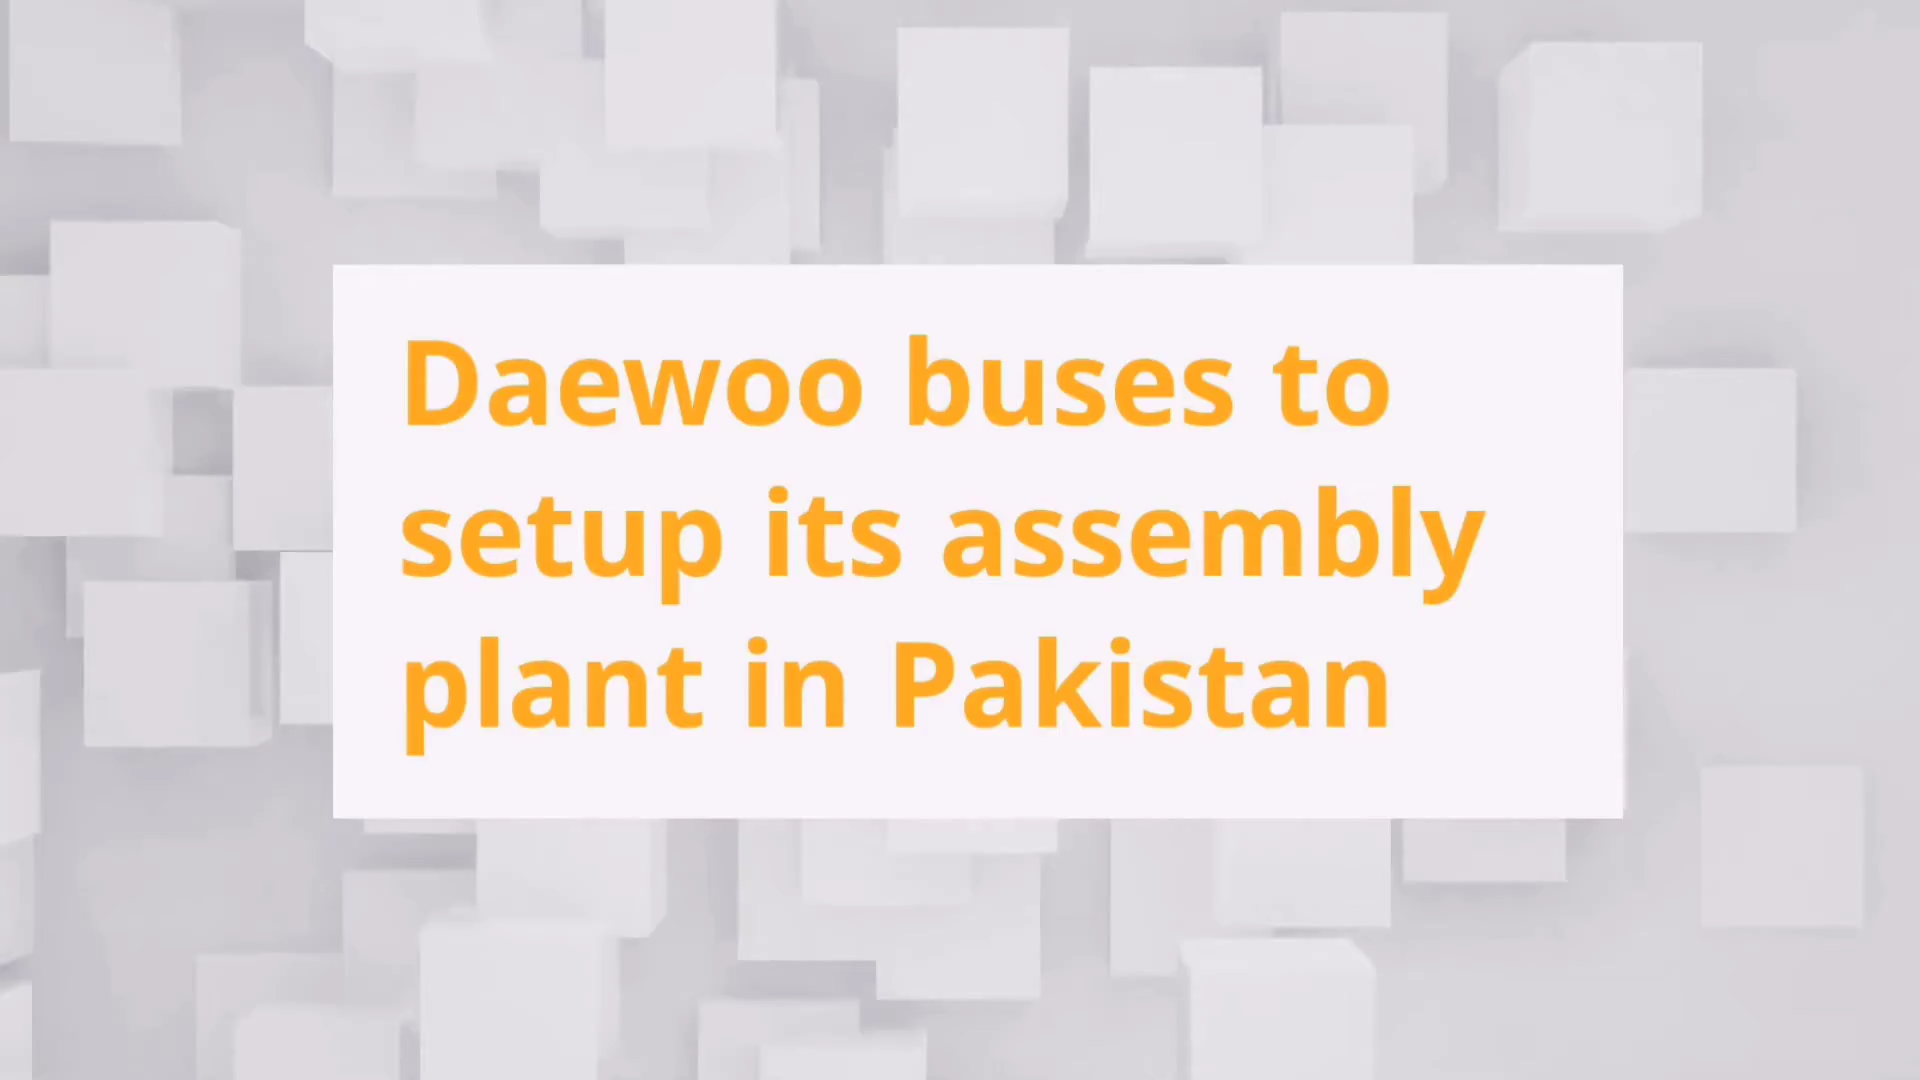 Daewoo buses to
setup its assembly
plant in Pakistan